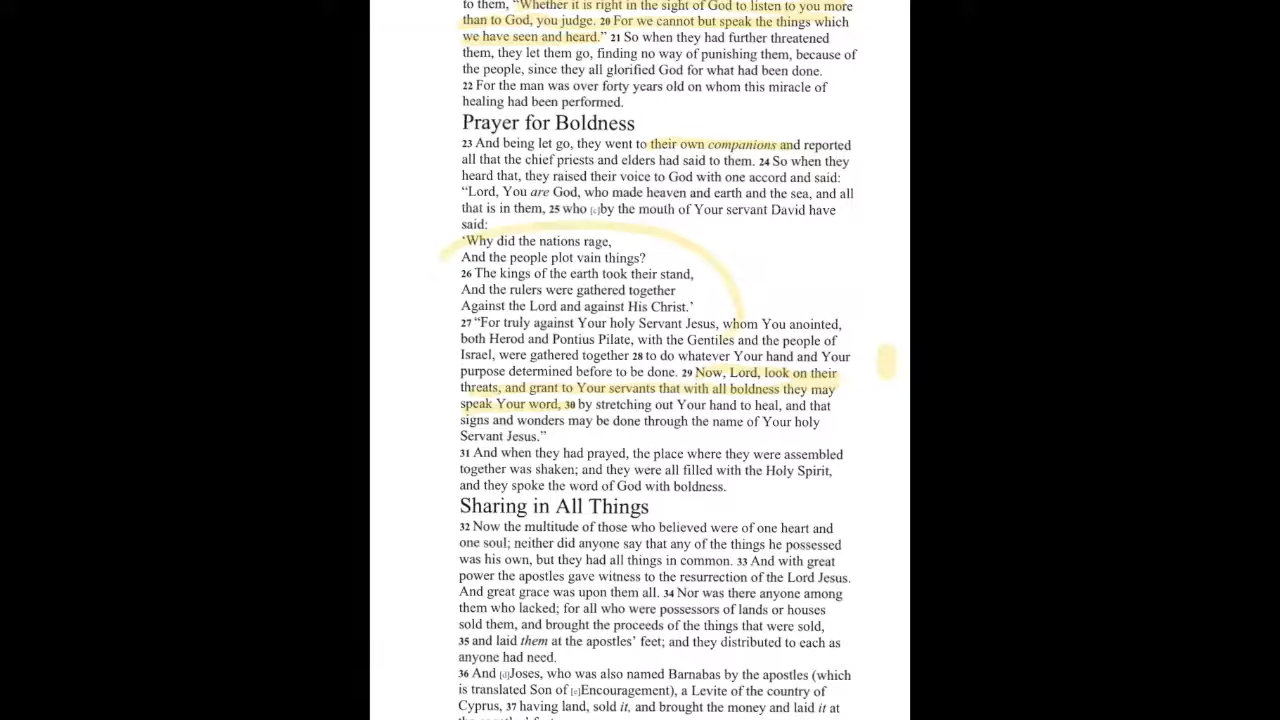 to them, “Whether it is right in the sight of God to listen to you more
than to God, you judge. 20 For we cannot but speak the things which
we have seen and heard.” 21 So when they had further threatened
them, they let them go, finding no way of punishing them, because of
the people, since they all glorified God for what had been done.
22 For the man was over forty years old on whom this miracle of
healing had been performed.
Prayer for Boldness
23 And being let go, they went to their own companions and reported
all that the chief priests and elders had said to them. 24 So when they
heard that, they raised their voice to God with one accord and said:
“Lord, You are God, who made heaven and earth and the sea, and all
that is in them, 25 who [c]by the mouth of Your servant David have
said:
‘Why did the nations rage,
And the people plot vain things?
26 The kings of the earth took their stand,
And the rulers were gathered together
Against the Lord and against His Christ.’
27 “For truly against Your holy Servant Jesus, whom You anointed,
both Herod and Pontius Pilate, with the Gentiles and the people of
Israel, were gathered together 28 to do whatever Your hand and Your
purpose determined before to be done. 29 Now, Lord, look on their
threats, and grant to Your servants that with all boldness they may
speak Your word, 30 by stretching out Your hand to heal, and that
signs and wonders may be done through the name of Your holy
Servant Jesus.”
31 And when they had prayed, the place where they were assembled
together was shaken; and they were all filled with the Holy Spirit,
and they spoke the word of God with boldness.
Sharing in All Things
32 Now the multitude of those who believed were of one heart and
one soul; neither did anyone say that any of the things he possessed
was his own, but they had all things in common. 33 And with great
power the apostles gave witness to the resurrection of the Lord Jesus.
And great grace was upon them all. 34 Nor was there anyone among
them who lacked; for all who were possessors of lands or houses
sold them, and brought the proceeds of the things that were sold,
35 and laid them at the apostles’ feet; and they distributed to each as
anyone had need.
36 And [d]Joses, who was also named Barnabas by the apostles (which
is translated Son of [e]Encouragement), a Levite of the country of
Cyprus, 37 having land, sold it, and brought the money and laid it at